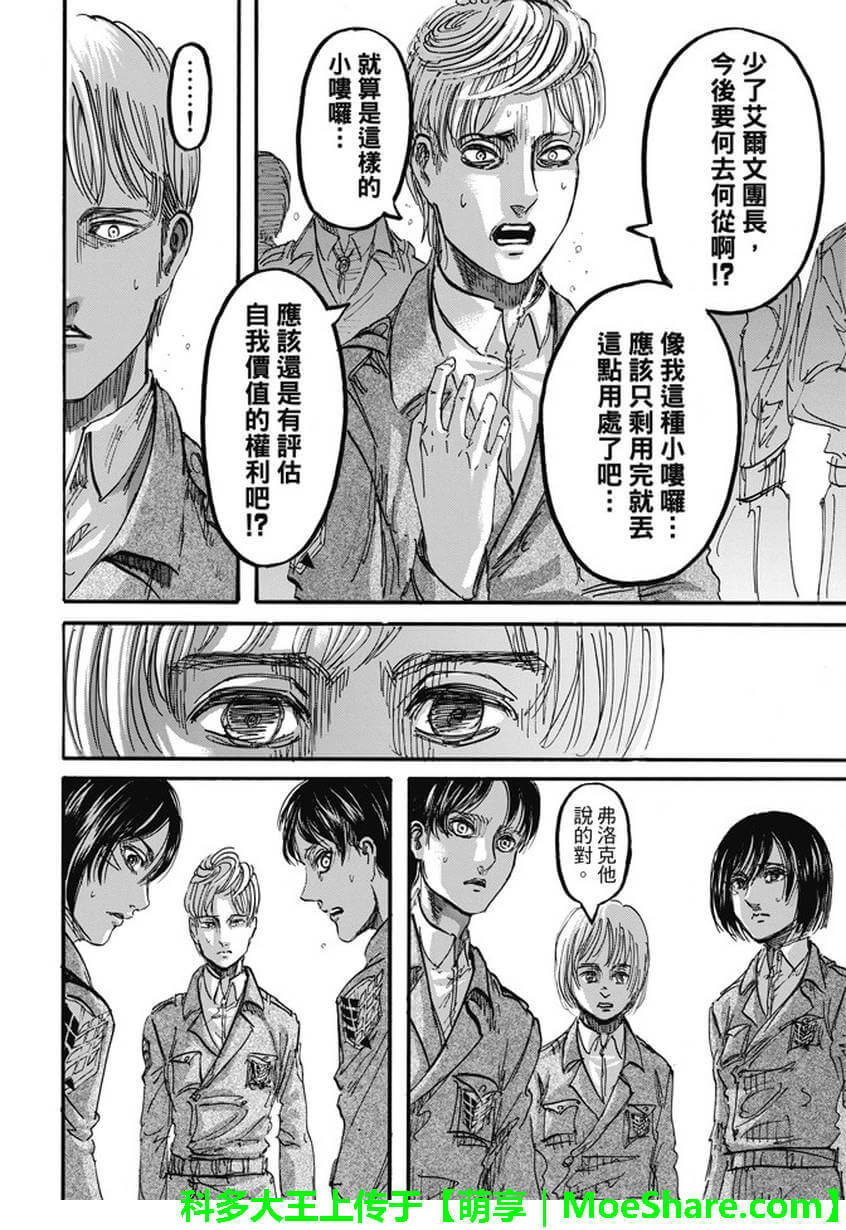 少了艾爾文團長，
今後要何去何從啊!?
像我這種小嘍囉…
應該只剩用完就丟
這點用處了吧…
就算是這樣的
小嘍囉…
應該還是有評估
自我價值的權利吧!?
……！
弗洛克他
說的對。
科多大王上传于【萌享｜MoeShare.com】